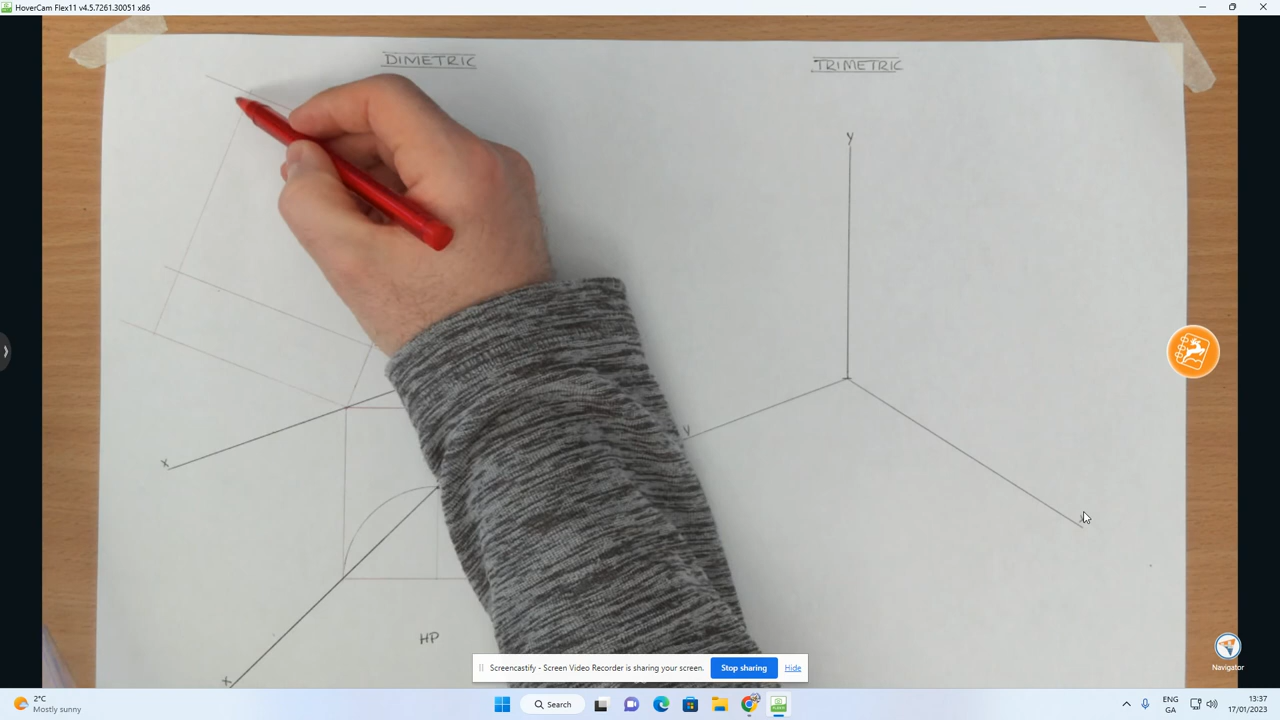 HoverCam Flex11 v4.5.7261.30051 x86
DIMETRIC
TRIMETRIC
y
x
y
HP
x
Screencastify - Screen Video Recorder is sharing your screen.
Stop sharing
Hide
Navigator
2°C
Mostly sunny
Search
ENG
GA
13:37
17/01/2023